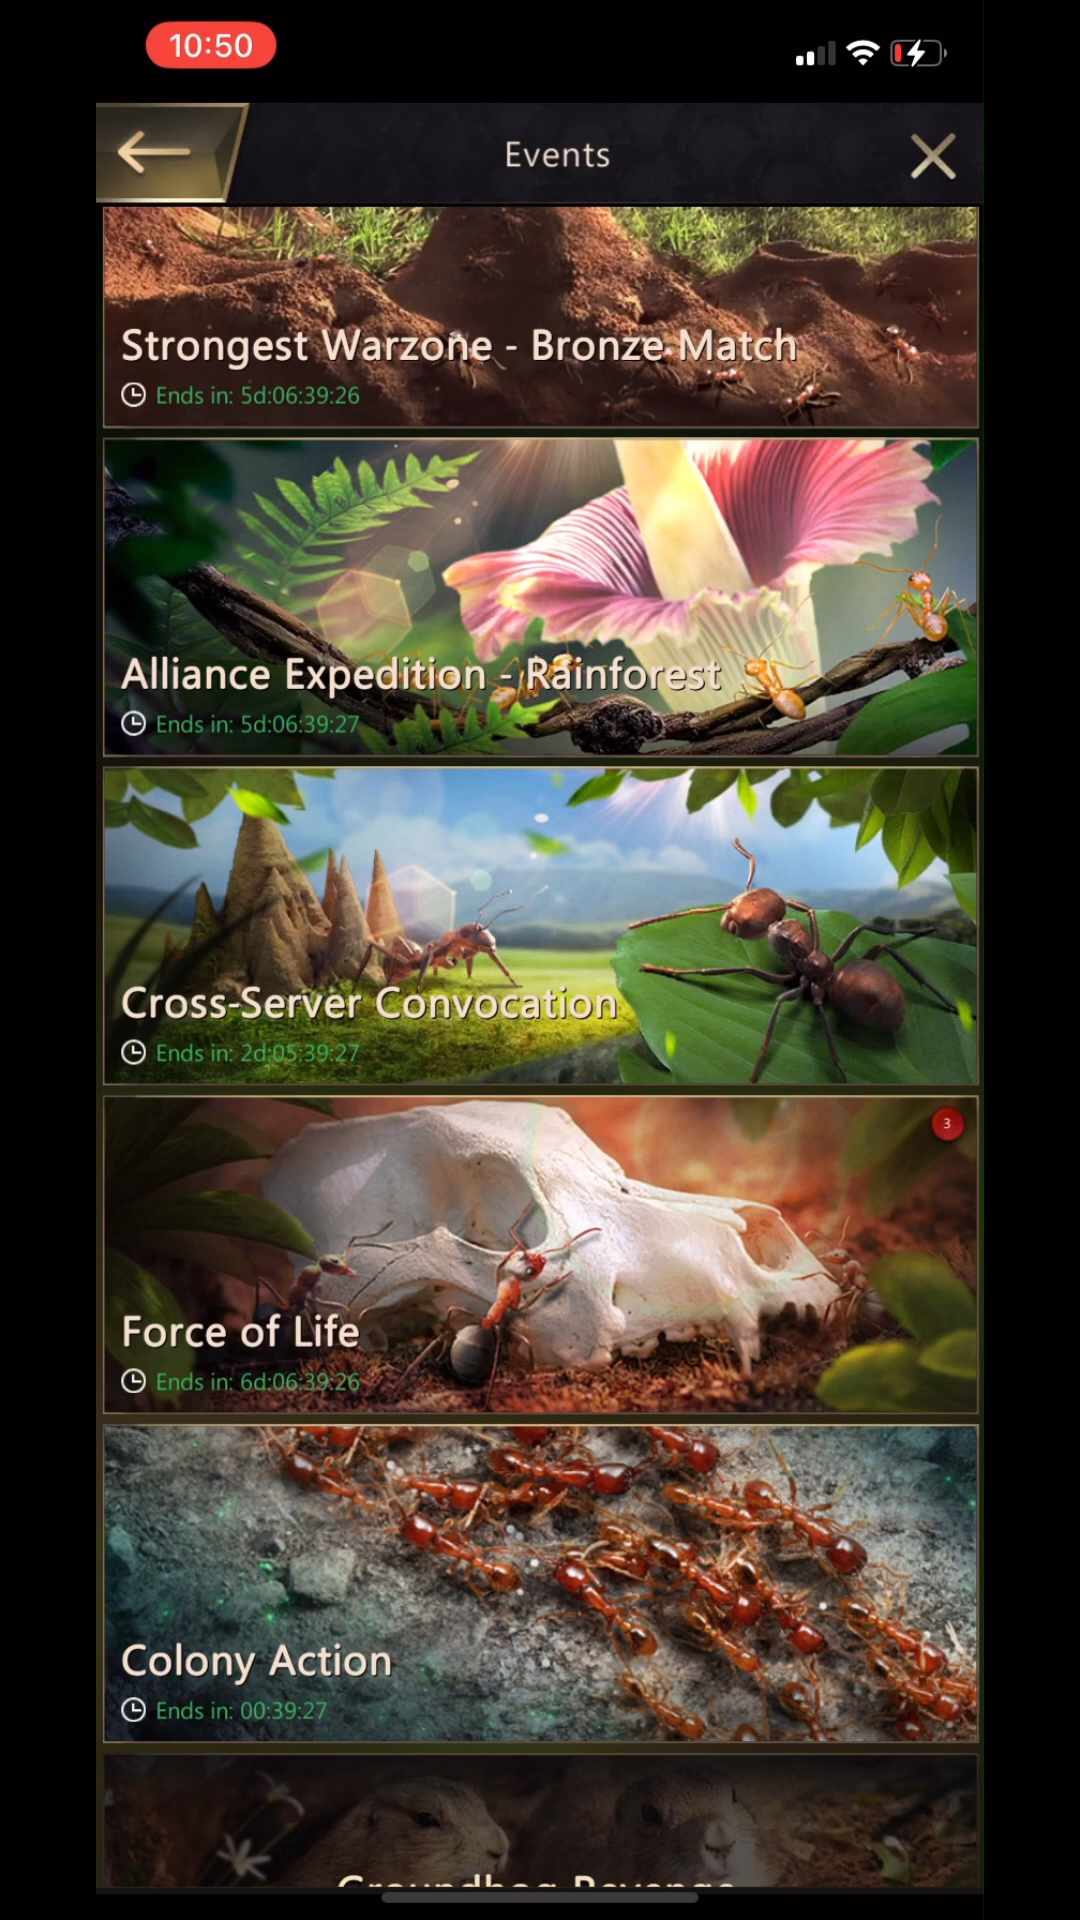 10:50
Events
Strongest Warzone - Bronze Match
Ends in: 5d:06:39:26
Alliance Expedition - Rainforest
Ends in: 5d:06:39:27
Cross-Server Convocation
Ends in: 2d:05:39:27
3
Force of Life
Ends in: 6d:06:39:26
Colony Action
Ends in: 00:39:27
Groundhog Revenge